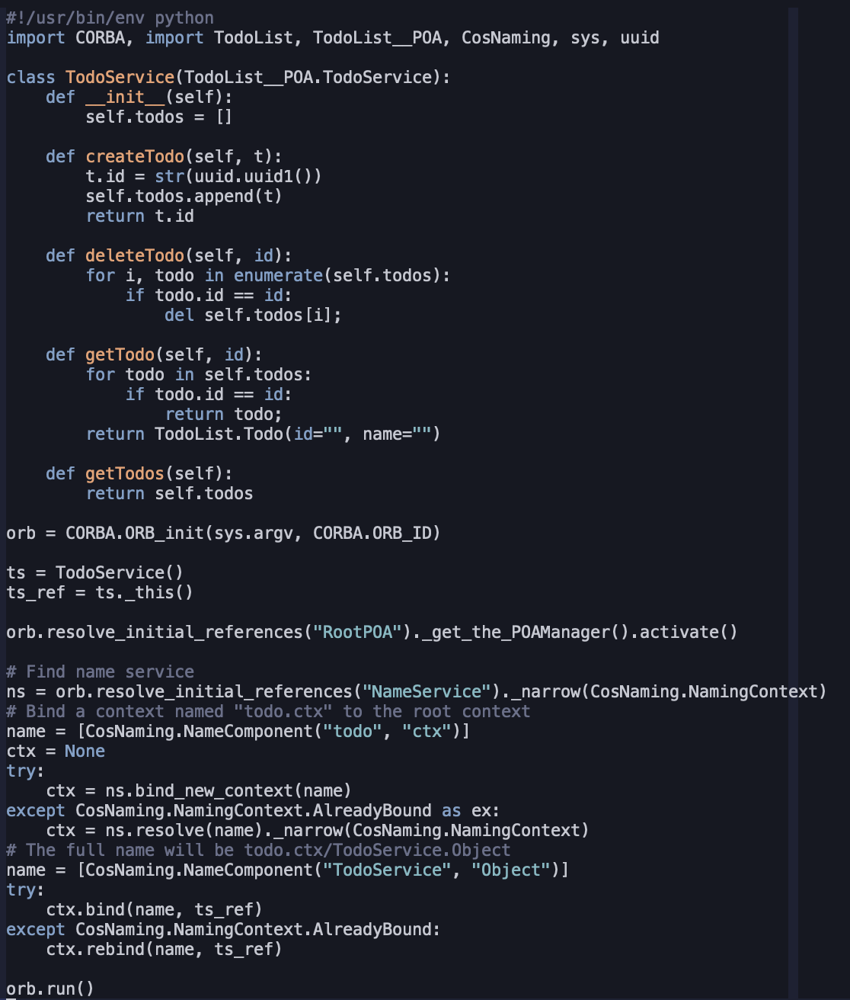 #!/usr/bin/env python
import CORBA, import TodoList, TodoList__POA, CosNaming, sys, uuid

class TodoService(TodoList__POA.TodoService):
    def __init__(self):
        self.todos = []

    def createTodo(self, t):
        t.id = str(uuid.uuid1())
        self.todos.append(t)
        return t.id

    def deleteTodo(self, id):
        for i, todo in enumerate(self.todos):
            if todo.id == id:
                del self.todos[i];

    def getTodo(self, id):
        for todo in self.todos:
            if todo.id == id:
                return todo;
        return TodoList.Todo(id="", name="")

    def getTodos(self):
        return self.todos

orb = CORBA.ORB_init(sys.argv, CORBA.ORB_ID)

ts = TodoService()
ts_ref = ts._this()

orb.resolve_initial_references("RootPOA")._get_the_POAManager().activate()

# Find name service
ns = orb.resolve_initial_references("NameService")._narrow(CosNaming.NamingContext)
# Bind a context named "todo.ctx" to the root context
name = [CosNaming.NameComponent("todo", "ctx")]
ctx = None
try:
    ctx = ns.bind_new_context(name)
except CosNaming.NamingContext.AlreadyBound as ex:
    ctx = ns.resolve(name)._narrow(CosNaming.NamingContext)
# The full name will be todo.ctx/TodoService.Object
name = [CosNaming.NameComponent("TodoService", "Object")]
try:
    ctx.bind(name, ts_ref)
except CosNaming.NamingContext.AlreadyBound:
    ctx.rebind(name, ts_ref)

orb.run()